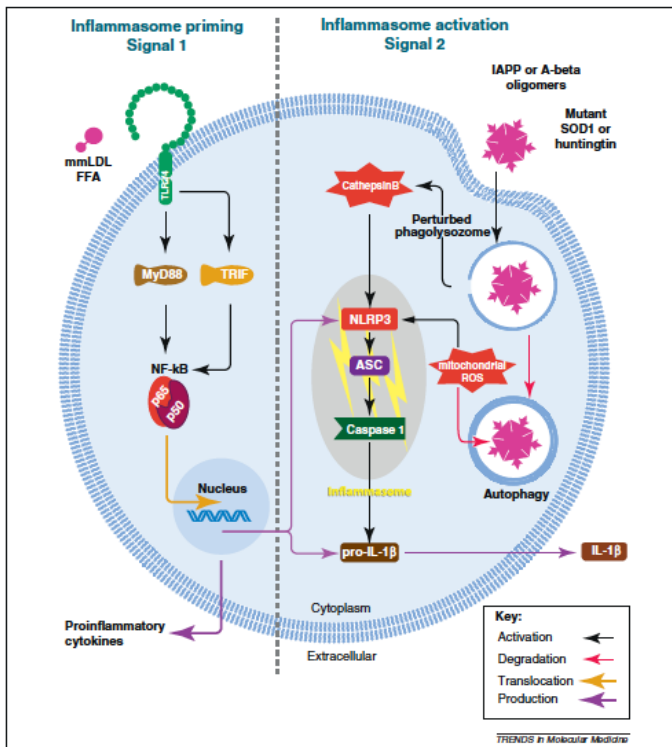 Inflammasome priming
Signal 1
Inflammasome activation
Signal 2
mmLDL
FFA
TLR2/4
MyD88
TRIF
NF-kB
p65
p50
Nucleus
Proinflammatory
cytokines
IAPP or A-beta
oligomers
Mutant
SOD1 or
huntingtin
CathepsinB
Perturbed
phagolysozome
NLRP3
ASC
mitochondrial
ROS
Caspase 1
Inflammasome
Autophagy
pro-IL-1β
IL-1β
Cytoplasm
Extracellular
Key:
Activation
Degradation
Translocation
Production
TRENDS in Molecular Medicine